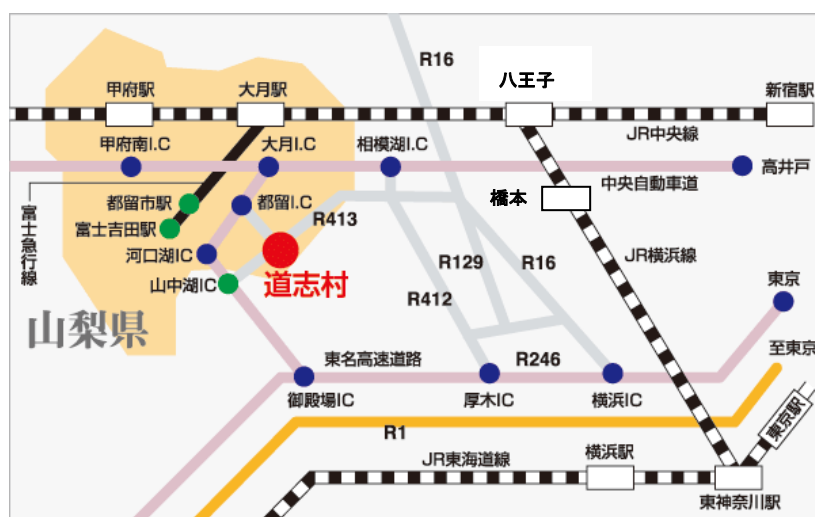 R16
八王子
甲府駅
大月駅
新宿駅
JR中央線
甲府南I.C
大月I.C
相模湖I.C
高井戸
中央自動車道
都留市駅
都留I.C
橋本
富士急行線
富士吉田駅
R413
河口湖IC
道志村
R129
R16
JR横浜線
山中湖IC
R412
東京
山梨県
東名高速道路
R246
至東京
御殿場IC
厚木IC
横浜IC
R1
東京駅
JR東海道線
横浜駅
東神奈川駅